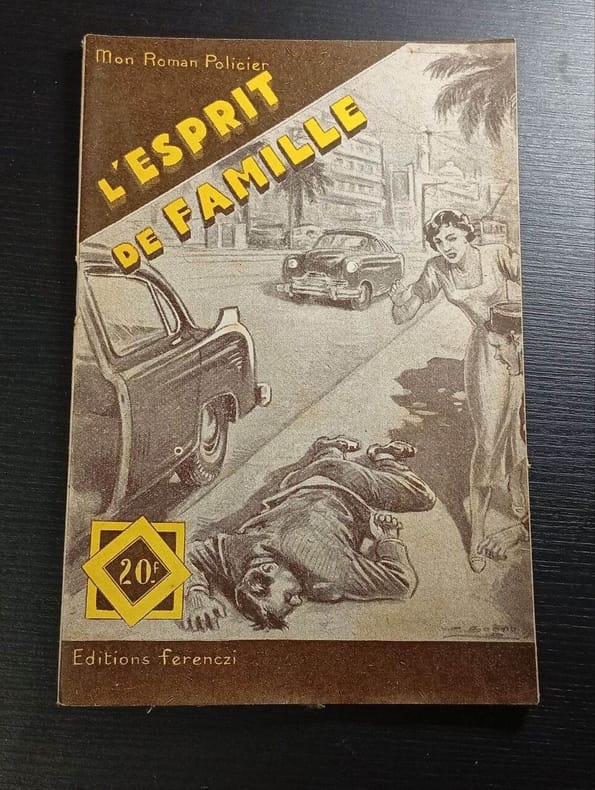 Mon Roman Policier
L'ESPRIT
DE FAMILLE
20F
Editions ferenczi